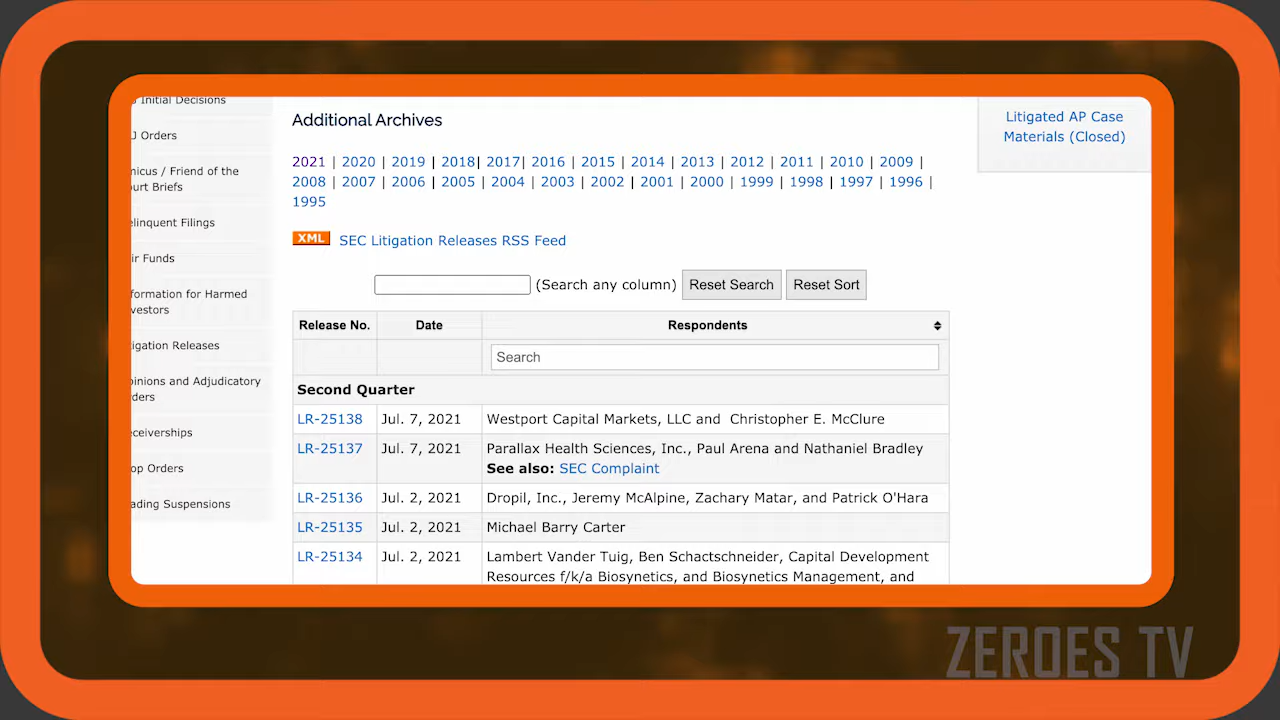 Initial Decisions
J Orders
micus / Friend of the
urt Briefs
elinquent Filings
ir Funds
formation for Harmed
vestors
igation Releases
inions and Adjudicatory
ders
ceiverships
op Orders
ading Suspensions
Additional Archives
2021 | 2020 | 2019 | 2018| 2017| 2016 | 2015 | 2014 | 2013 | 2012 | 2011 | 2010 | 2009 |
2008 | 2007 | 2006 | 2005 | 2004 | 2003 | 2002 | 2001 | 2000 | 1999 | 1998 | 1997 | 1996 |
1995
XML SEC Litigation Releases RSS Feed
(Search any column) Reset Search Reset Sort
Release No. Date Respondents
Search
Second Quarter
LR-25138 Jul. 7, 2021 Westport Capital Markets, LLC and Christopher E. McClure
LR-25137 Jul. 7, 2021 Parallax Health Sciences, Inc., Paul Arena and Nathaniel Bradley
See also: SEC Complaint
LR-25136 Jul. 2, 2021 Dropil, Inc., Jeremy McAlpine, Zachary Matar, and Patrick O'Hara
LR-25135 Jul. 2, 2021 Michael Barry Carter
LR-25134 Jul. 2, 2021 Lambert Vander Tuig, Ben Schactschneider, Capital Development
Resources f/k/a Biosynetics, and Biosynetics Management, and
Litigated AP Case
Materials (Closed)
ZEROES TV